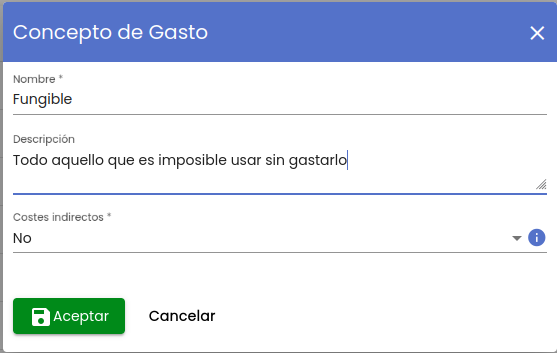 Concepto de Gasto
Nombre *
Fungible
Descripción
Todo aquello que es imposible usar sin gastarlo
Costes indirectos *
No
Aceptar
Cancelar